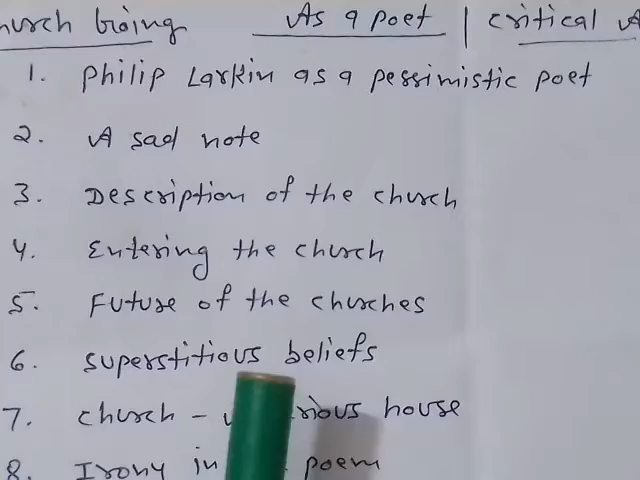 hurch Going As a poet | critical A
1. Philip Larkin as a pessimistic poet
2. A sad note
3. Description of the church
4. Entering the church
5. Future of the churches
6. Superstitious beliefs
7. church - house
8. Irony in poem